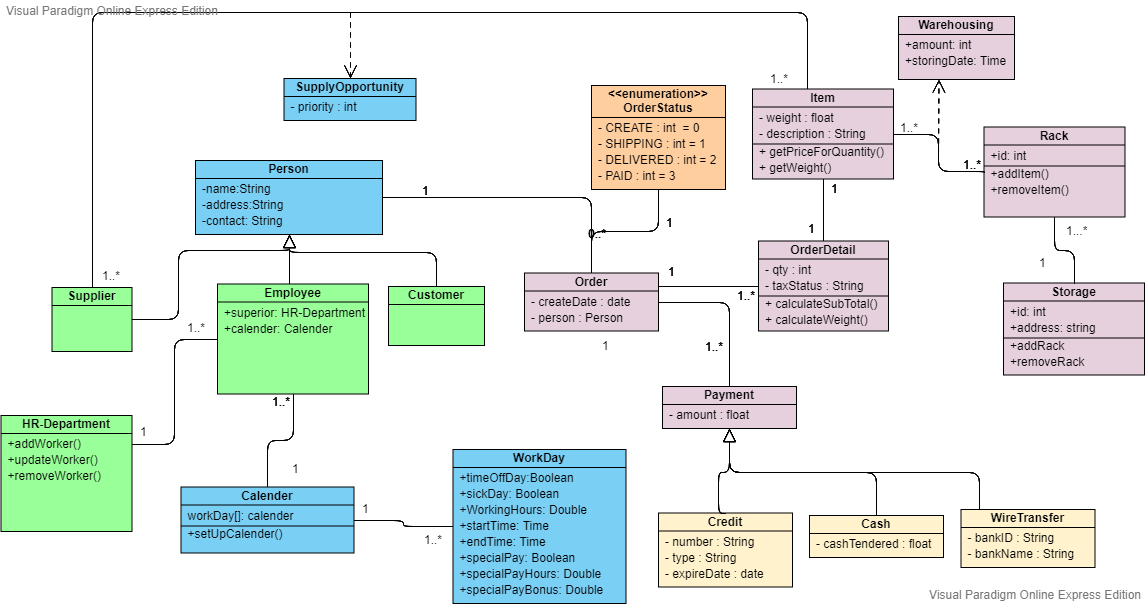 Visual Paradigm Online Express Edition
Warehousing
+amount: int
+storingDate: Time
SupplyOpportunity
- priority : int
<<enumeration>>
OrderStatus
- CREATE : int  = 0
- SHIPPING : int = 1
- DELIVERED : int = 2
- PAID : int = 3
1..*
Item
- weight : float
- description : String
+ getPriceForQuantity()
+ getWeight()
1..*
1..*
Rack
+id: int
+addItem()
+removeItem()
Person
-name:String
-address:String
-contact: String
1
0..*
1
1
1
1...*
1
OrderDetail
- qty : int
- taxStatus : String
+ calculateSubTotal()
+ calculateWeight()
1..*
Supplier
Employee
+superior: HR-Department
+calender: Calender
Customer
Order
- createDate : date
- person : Person
1
1..*
1
1..*
Storage
+id: int
+address: string
+addRack
+removeRack
1..*
1..*
Payment
- amount : float
HR-Department
+addWorker()
+updateWorker()
+removeWorker()
1
1
Calender
workDay[]: calender
+setUpCalender()
1
1..*
WorkDay
+timeOffDay:Boolean
+sickDay: Boolean
+WorkingHours: Double
+startTime: Time
+endTime: Time
+specialPay: Boolean
+specialPayHours: Double
+specialPayBonus: Double
Credit
- number : String
- type : String
- expireDate : date
Cash
- cashTendered : float
WireTransfer
- bankID : String
- bankName : String
Visual Paradigm Online Express Edition